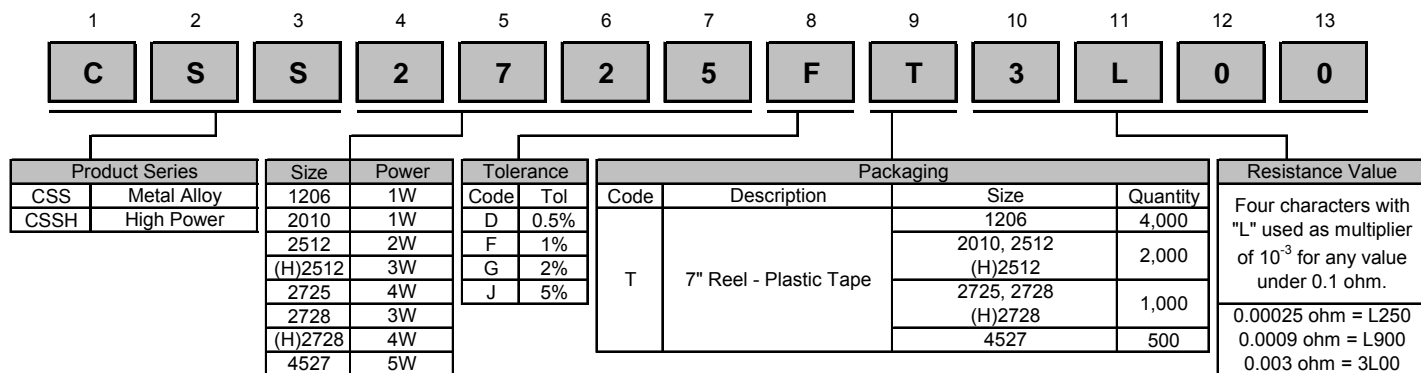 1 2 3 4 5 6 7 8 9 10 11 12 13
C S S 2 7 2 5 F T 3 L 0 0
Product Series
CSS Metal Alloy
CSSH High Power
Size Power
1206 1W
2010 1W
2512 2W
(H)2512 3W
2725 4W
2728 3W
(H)2728 4W
4527 5W
Tolerance
Code Tol
D 0.5%
F 1%
G 2%
J 5%
Packaging
Code Description Size Quantity
T 7" Reel - Plastic Tape
1206 4,000
2010, 2512
(H)2512
2,000
2725, 2728
(H)2728
1,000
4527 500
Resistance Value
Four characters with
"L" used as multiplier
of 10⁻³ for any value
under 0.1 ohm.
0.00025 ohm = L250
0.0009 ohm = L900
0.003 ohm = 3L00